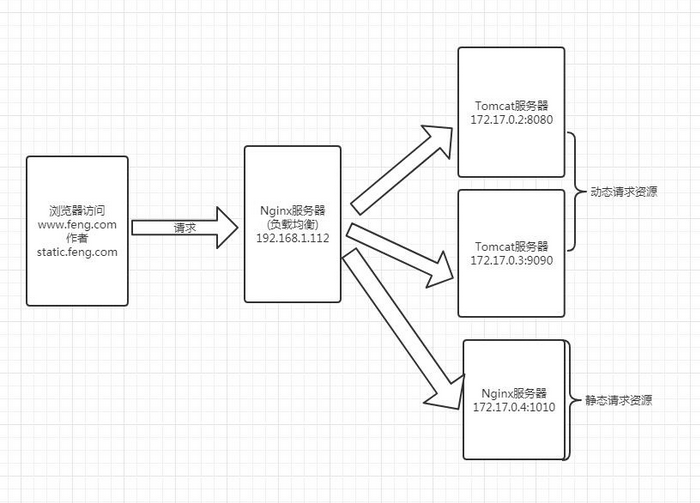 浏览器访问
www.feng.com
作者
static.feng.com
请求
Nginx服务器
(负载均衡)
192.168.1.112
Tomcat服务器
172.17.0.2:8080
Tomcat服务器
172.17.0.3:9090
动态请求资源
Nginx服务器
172.17.0.4:1010
静态请求资源